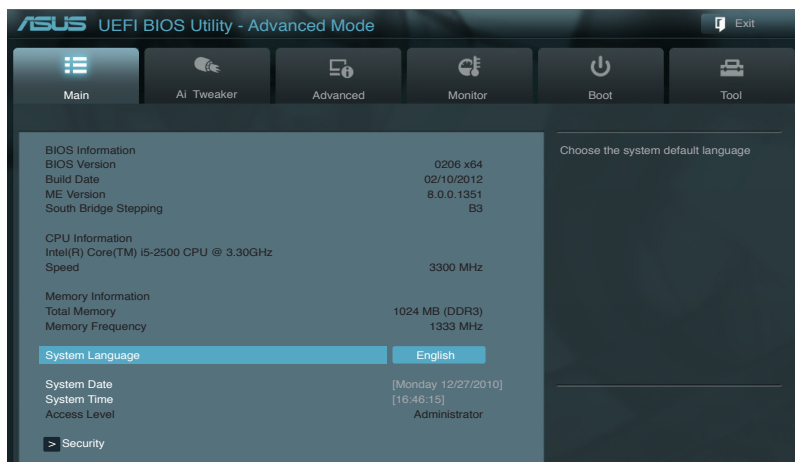 ASUS UEFI BIOS Utility - Advanced Mode
Exit
Main
Ai Tweaker
Advanced
Monitor
Boot
Tool
BIOS Information
BIOS Version 0206 x64
Build Date 02/10/2012
ME Version 8.0.0.1351
South Bridge Stepping B3
CPU Information
Intel(R) Core(TM) i5-2500 CPU @ 3.30GHz
Speed 3300 MHz
Memory Information
Total Memory 1024 MB (DDR3)
Memory Frequency 1333 MHz
System Language English
System Date [Monday 12/27/2010]
System Time [16:46:15]
Access Level Administrator
> Security
Choose the system default language